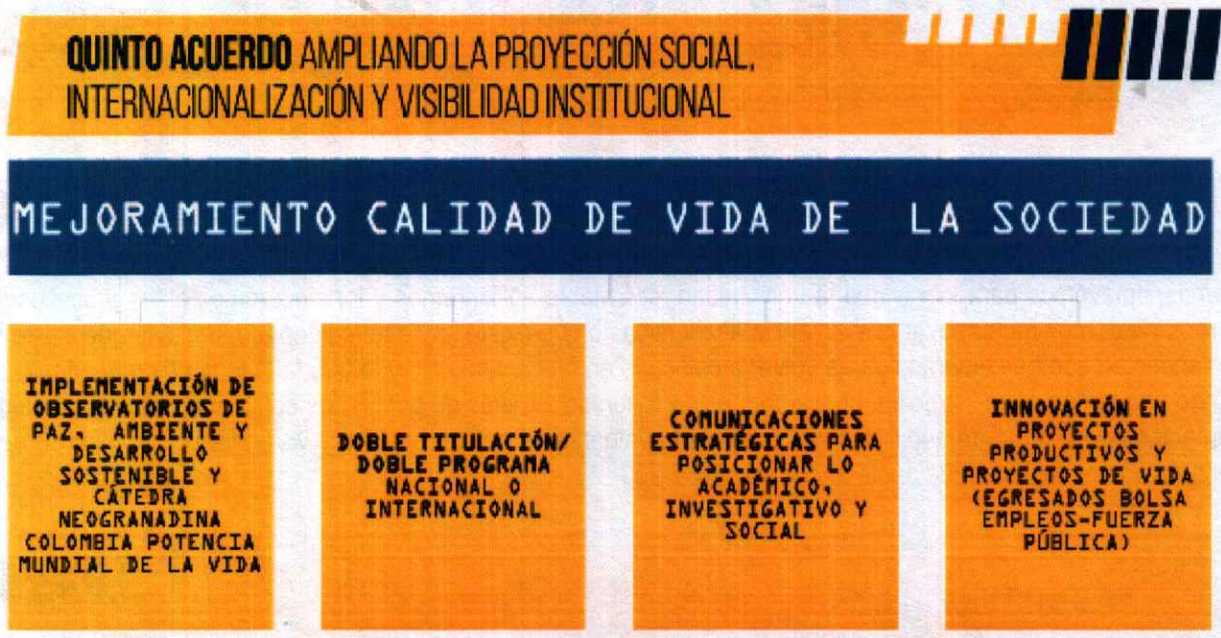 QUINTO ACUERDO AMPLIANDO LA PROYECCIÓN SOCIAL,
INTERNACIONALIZACIÓN Y VISIBILIDAD INSTITUCIONAL
MEJORAMIENTO CALIDAD DE VIDA DE LA SOCIEDAD
IMPLEMENTACIÓN DE
OBSERVATORIOS DE
PAZ, AMBIENTE Y
DESARROLLO
SOSTENIBLE Y
CÁTEDRA
NEOGRANADINA
COLOMBIA POTENCIA
MUNDIAL DE LA VIDA
DOBLE TITULACIÓN/
DOBLE PROGRAMA
NACIONAL O
INTERNACIONAL
COMUNICACIONES
ESTRATÉGICAS PARA
POSICIONAR LO
ACADÉMICO,
INVESTIGATIVO Y
SOCIAL
INNOVACIÓN EN
PROYECTOS
PRODUCTIVOS Y
PROYECTOS DE VIDA
(EGRESADOS BOLSA
EMPLEOS-FUERZA
PÚBLICA)